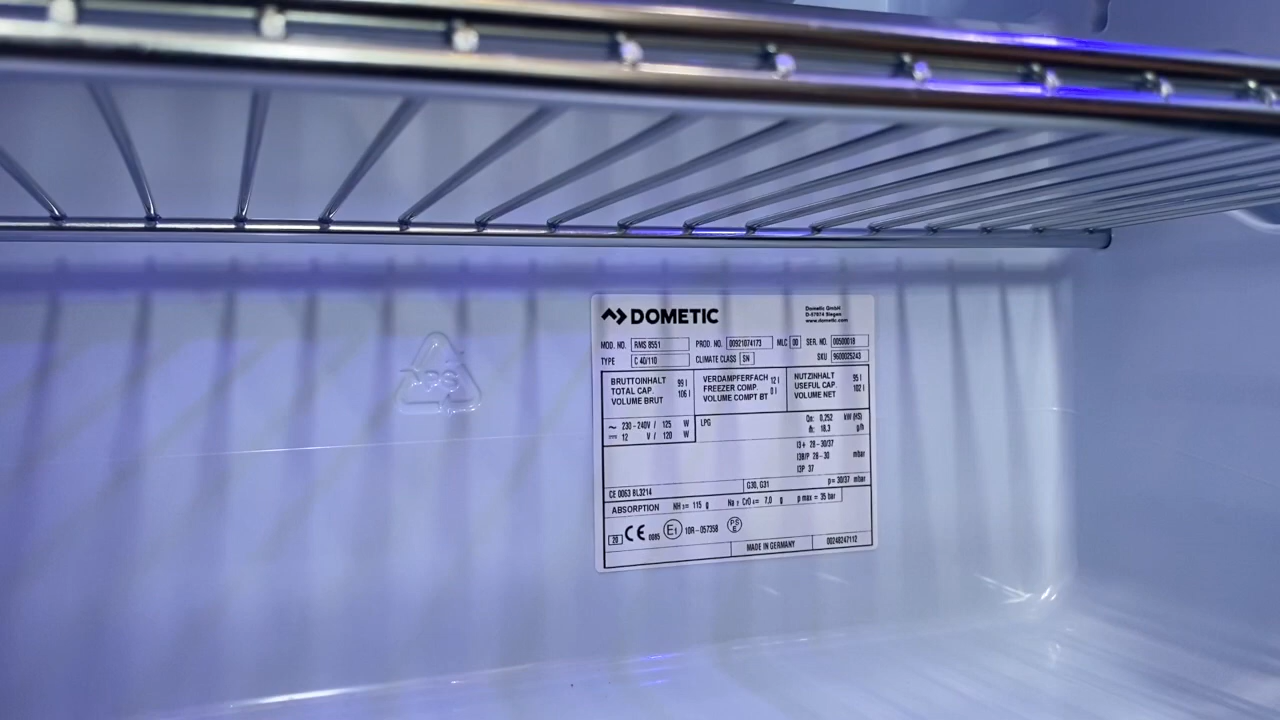 DOMETIC
Dometic GmbH
D-57074 Siegen
www.dometic.com
MOD. NO. RMS 8551 PROD. NO. 00921074173 MLC 00 SER. NO. 00500018
TYPE C 40/110 CLIMATE CLASS SN SKU 9600025243
BRUTTOINHALT 99 l
TOTAL CAP. 106 l
VOLUME BRUT
VERDAMPFERFACH 12 l
FREEZER COMP. 0 l
VOLUME COMPT BT
NUTZINHALT 95 l
USEFUL CAP. 102 l
VOLUME NET
~ 230-240V / 125 W
⎓ 12 V / 120 W
LPG
Qn: 0,252 kW (HS)
ṁ: 18,3 g/h
I3+ 28-30/37
I3B/P 28-30 mbar
I3P 37
CE 0063 BL3214 G30, G31 p= 30/37 mbar
ABSORPTION NH3= 115 g Na2CrO4= 7,0 g p max = 35 bar
20 CE 0085 E1 10R-057358 PS E
MADE IN GERMANY 00248247112
PS